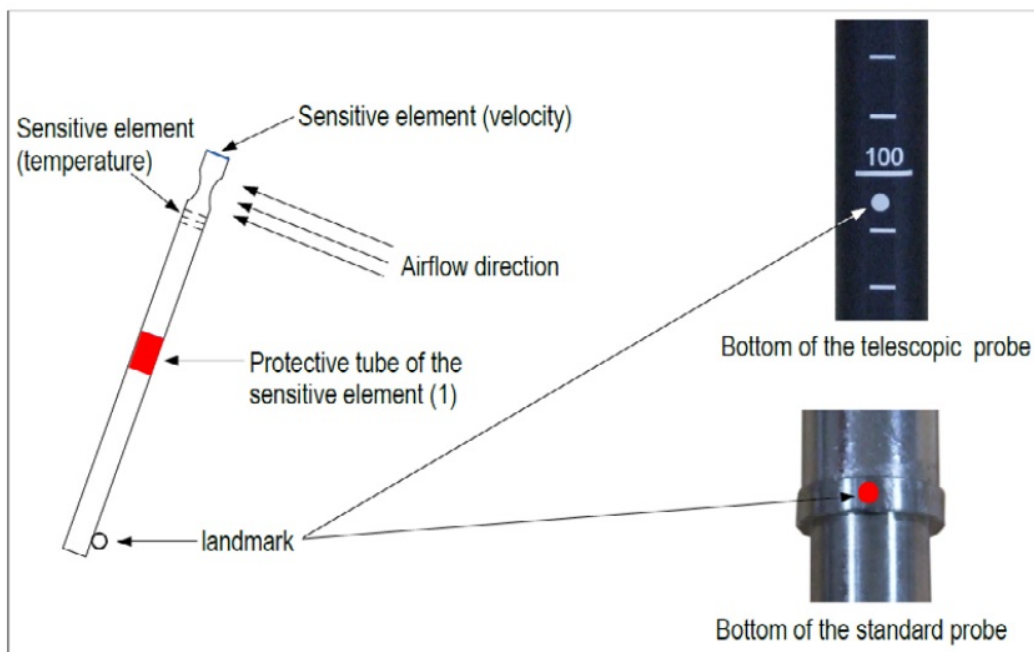 Sensitive element (velocity)
Sensitive element
(temperature)
100
Airflow direction
Bottom of the telescopic probe
Protective tube of the
sensitive element (1)
landmark
Bottom of the standard probe